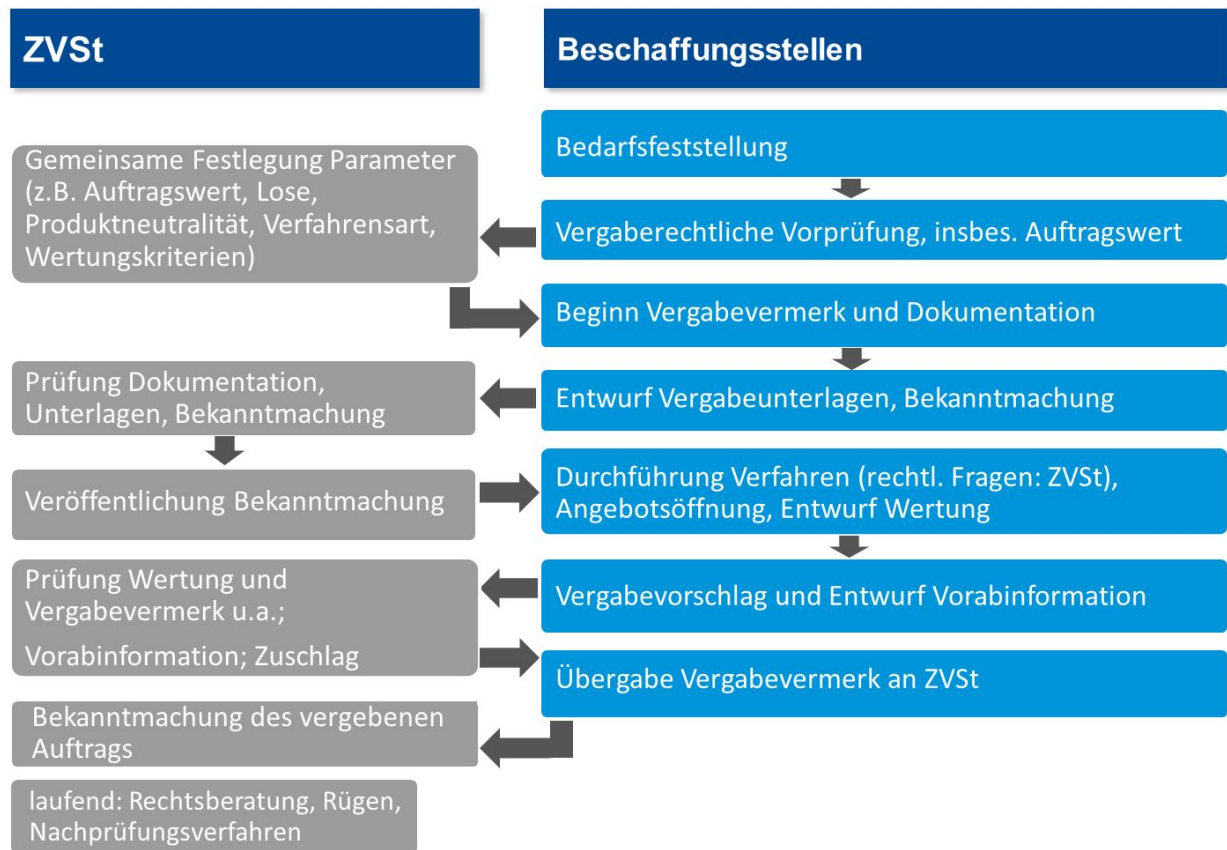 ZVSt
Beschaffungsstellen
Bedarfsfeststellung
Vergaberechtliche Vorprüfung, insbes. Auftragswert
Gemeinsame Festlegung Parameter
(z.B. Auftragswert, Lose,
Produktneutralität, Verfahrensart,
Wertungskriterien)
Beginn Vergabevermerk und Dokumentation
Entwurf Vergabeunterlagen, Bekanntmachung
Prüfung Dokumentation,
Unterlagen, Bekanntmachung
Veröffentlichung Bekanntmachung
Durchführung Verfahren (rechtl. Fragen: ZVSt),
Angebotsöffnung, Entwurf Wertung
Vergabevorschlag und Entwurf Vorabinformation
Prüfung Wertung und
Vergabevermerk u.a.;
Vorabinformation; Zuschlag
Übergabe Vergabevermerk an ZVSt
Bekanntmachung des vergebenen
Auftrags
laufend: Rechtsberatung, Rügen,
Nachprüfungsverfahren